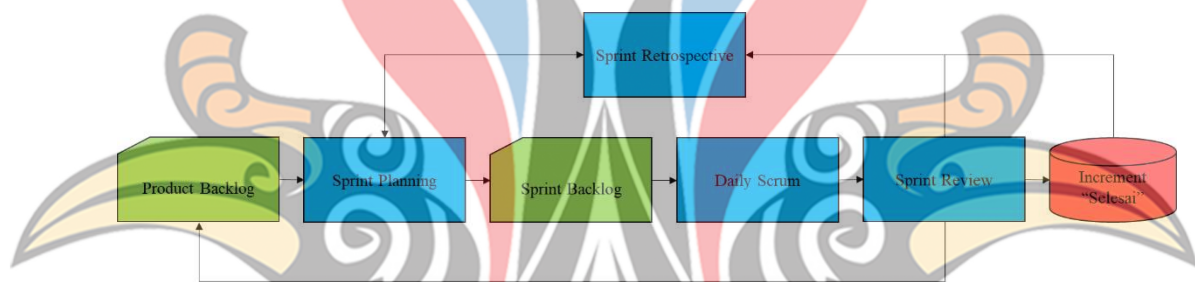 Sprint Retrospective
Product Backlog
Sprint Planning
Sprint Backlog
Daily Scrum
Sprint Review
Increment
“Selesai”